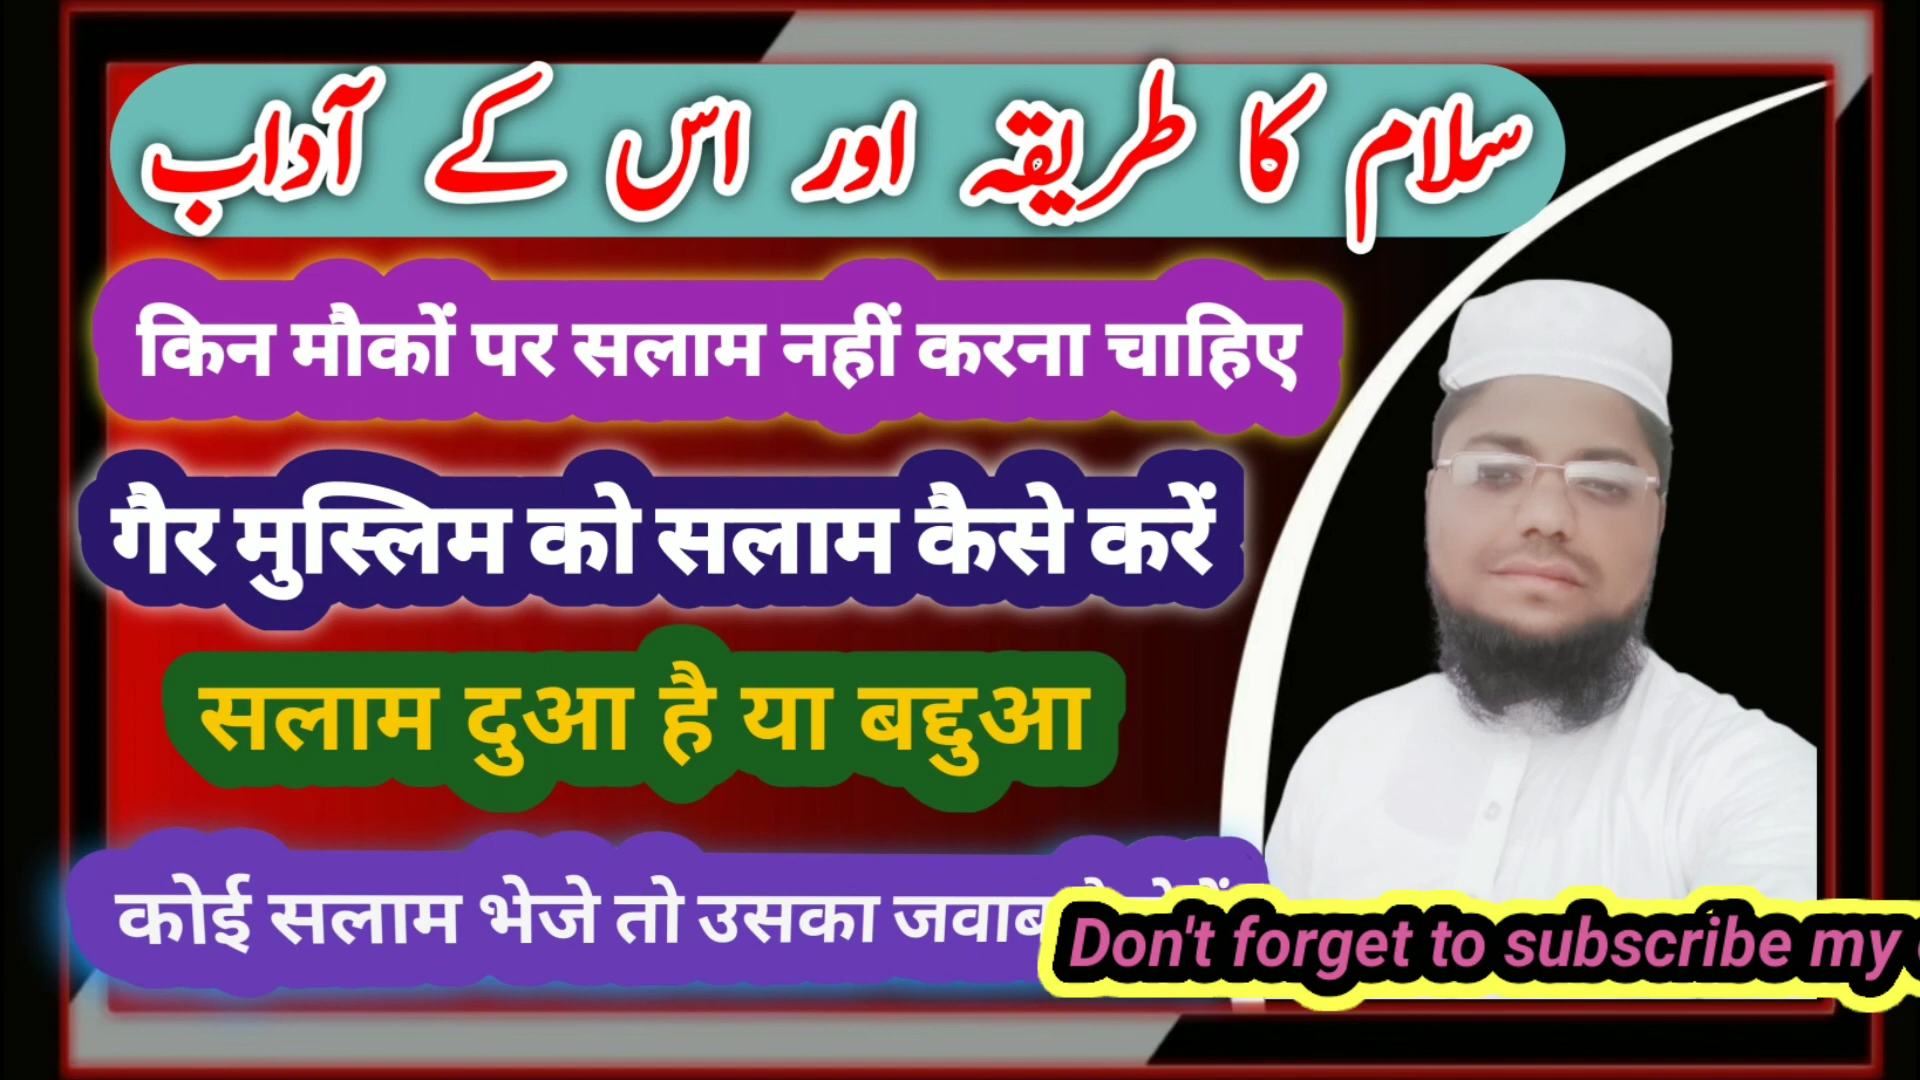 سلام کا طریقہ اور اس کے آداب
किन मौकों पर सलाम नहीं करना चाहिए
गैर मुस्लिम को सलाम कैसे करें
सलाम दुआ है या बद्दुआ
कोई सलाम भेजे तो उसका जवाब
Don't forget to subscribe my